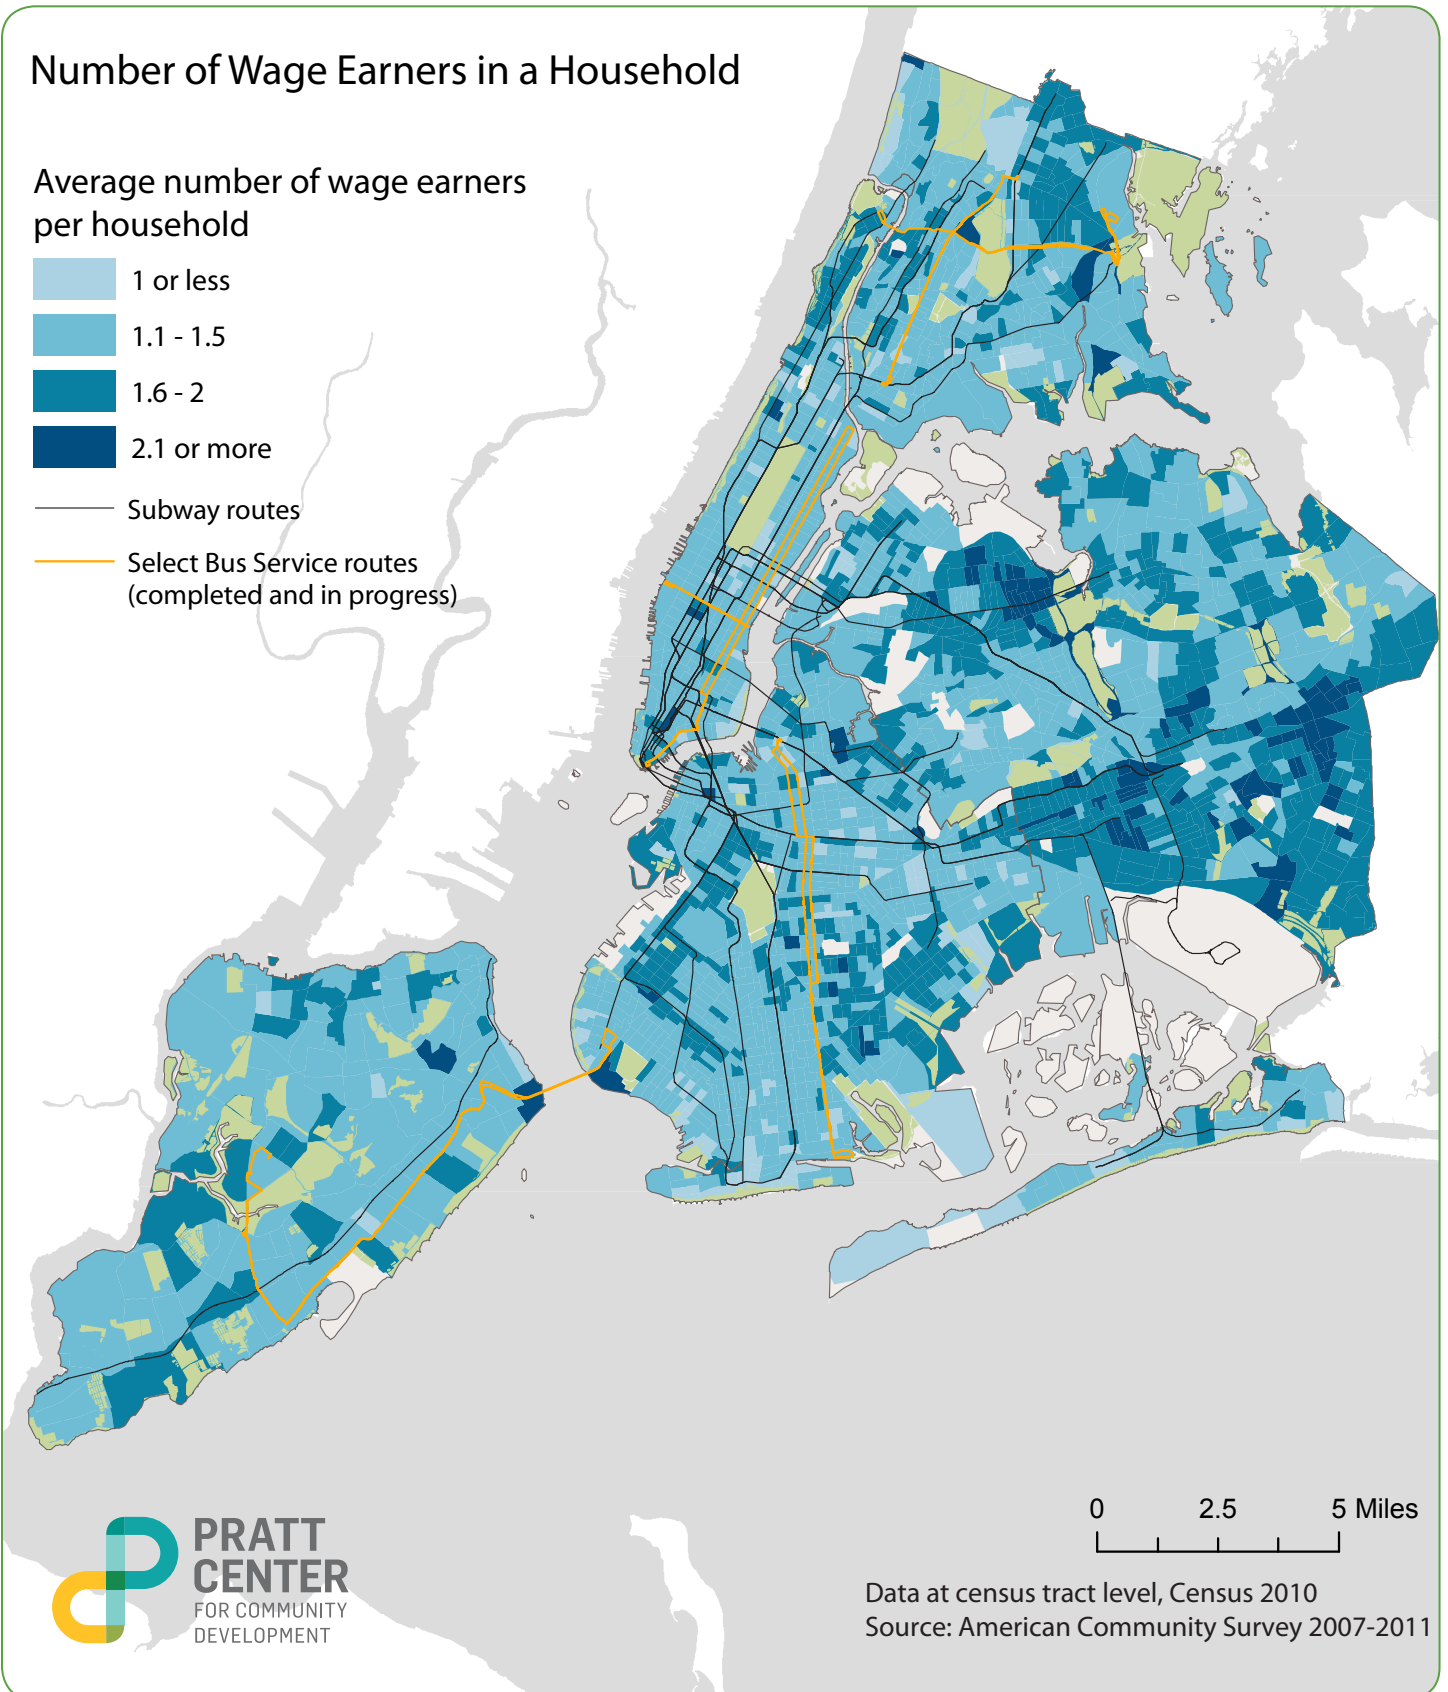 Number of Wage Earners in a Household
Average number of wage earners
per household
1 or less
1.1 - 1.5
1.6 - 2
2.1 or more
Subway routes
Select Bus Service routes
(completed and in progress)
0 2.5 5 Miles
Data at census tract level, Census 2010
Source: American Community Survey 2007-2011
PRATT
CENTER
FOR COMMUNITY
DEVELOPMENT